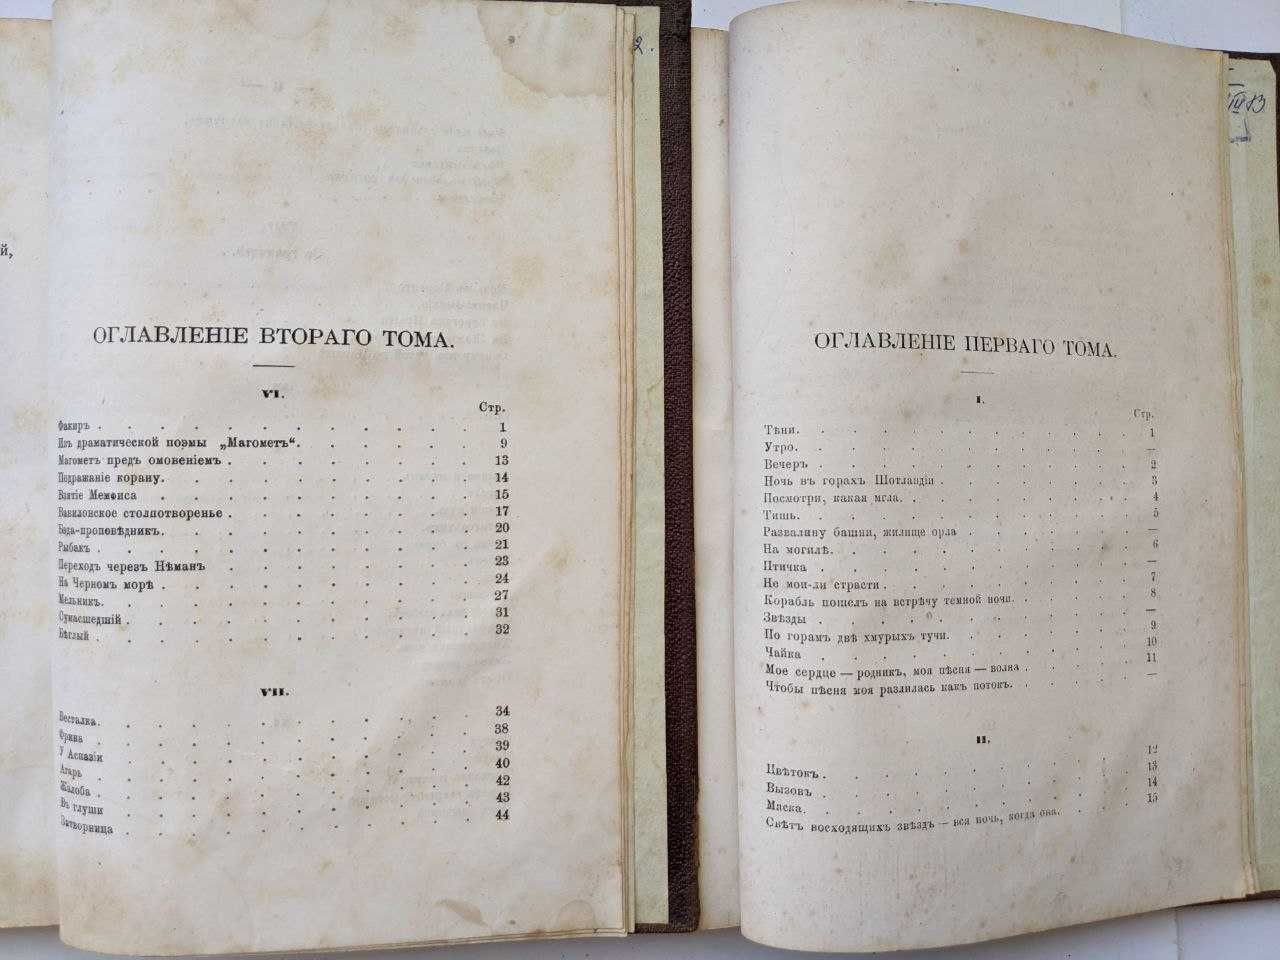 й,
2.
ОГЛАВЛЕНІЕ ВТОРАГО ТОМА.
VI.
Стр.
Факиръ . . . . . . . . . . . 1
Изъ драматической поэмы „Магометъ“. . . . . . 9
Магометъ предъ омовеніемъ . . . . . . . . 13
Подражаніе корану. . . . . . . . . . 14
Взятіе Мемфиса . . . . . . . . . . 15
Вавилонское столпотворенье . . . . . . . . 17
Беда-проповѣдникъ. . . . . . . . . . 20
Рыбакъ . . . . . . . . . . . 21
Переходъ черезъ Нѣманъ . . . . . . . . 23
На Черномъ морѣ . . . . . . . . . . 24
Мельникъ. . . . . . . . . . . 27
Сумасшедшій . . . . . . . . . . . 31
Бѣглый . . . . . . . . . . . 32
VII.
Весталка. . . . . . . . . . . 34
Фрина . . . . . . . . . . . 38
У Аспазіи . . . . . . . . . . . 39
Агарь . . . . . . . . . . . 40
Жалоба . . . . . . . . . . . 42
Въ глуши . . . . . . . . . . . 43
Затворница . . . . . . . . . . . 44
ОГЛАВЛЕНІЕ ПЕРВАГО ТОМА.
I.
Стр.
Тѣни. . . . . . . . . . . 1
Утро. . . . . . . . . . . —
Вечеръ . . . . . . . . . . 2
Ночь въ горахъ Шотландіи . . . . . . . 3
Посмотри, какая мгла. . . . . . . . 4
Тишь. . . . . . . . . . . 5
Развалину башни, жилище орла . . . . . . —
На могилѣ. . . . . . . . . . 6
Птичка . . . . . . . . . . —
Не мои-ли страсти . . . . . . . . 7
Корабль пошелъ на встрѣчу темной ночи. . . . . 8
Звѣзды . . . . . . . . . . —
По горамъ двѣ хмурыхъ тучи. . . . . . . 9
Чайка . . . . . . . . . . 10
Мое сердце — родникъ, моя пѣсня — волна . . . . 11
Чтобы пѣсня моя разлилась какъ потокъ. . . . . —
II.
Цвѣтокъ . . . . . . . . . . 12
Вызовъ . . . . . . . . . . 13
Маска. . . . . . . . . . . 14
Свѣтъ восходящихъ звѣздъ — вся ночь, когда она. . . . 15